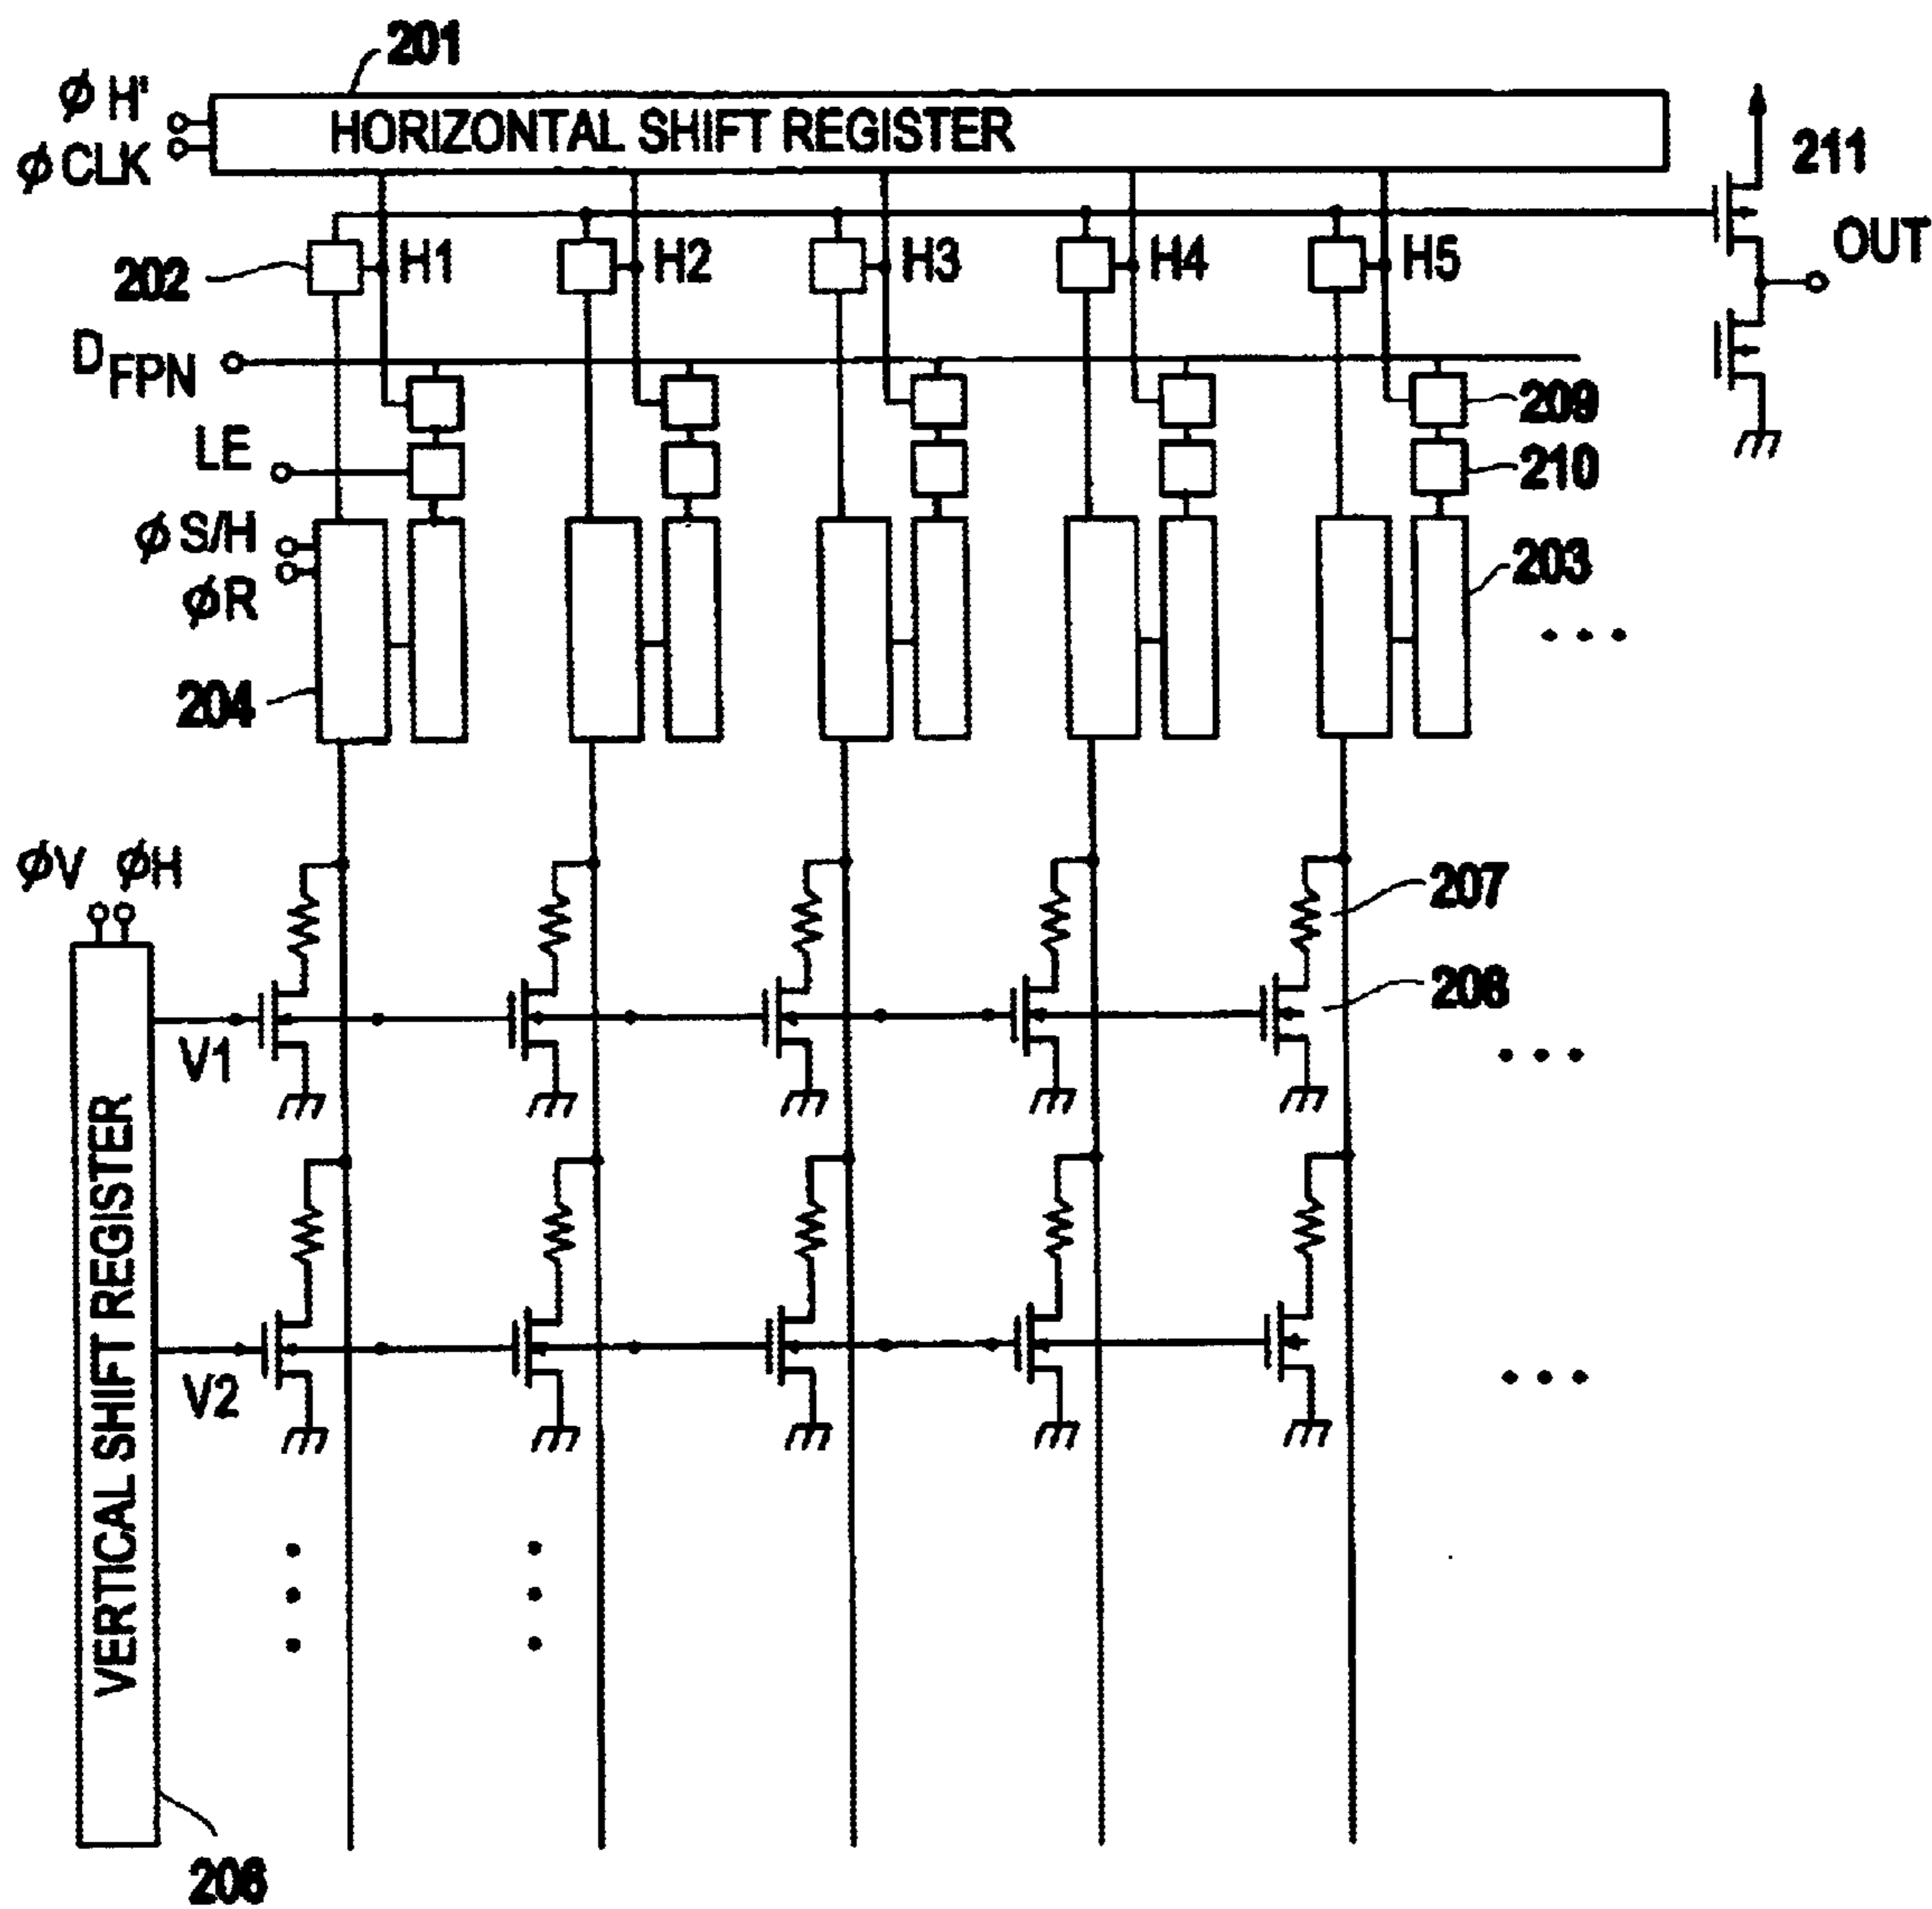 201
ϕH'
ϕCLK
HORIZONTAL SHIFT REGISTER
211
OUT
202
H1
H2
H3
H4
H5
DFPN
209
LE
210
ϕS/H
ϕR
203
204
ϕV ϕH
207
V1
V2
VERTICAL SHIFT REGISTER
206